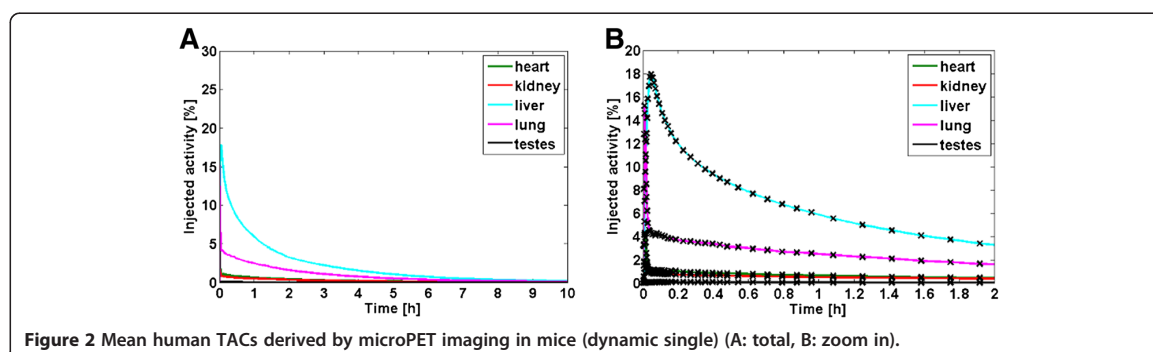 A
Injected activity [%]
30
25
20
15
10
5
0
0 1 2 3 4 5 6 7 8 9 10
Time [h]
heart
kidney
liver
lung
testes
B
Injected activity [%]
20
18
16
14
12
10
8
6
4
2
0
0 0.2 0.4 0.6 0.8 1 1.2 1.4 1.6 1.8 2
Time [h]
heart
kidney
liver
lung
testes
Figure 2 Mean human TACs derived by microPET imaging in mice (dynamic single) (A: total, B: zoom in).